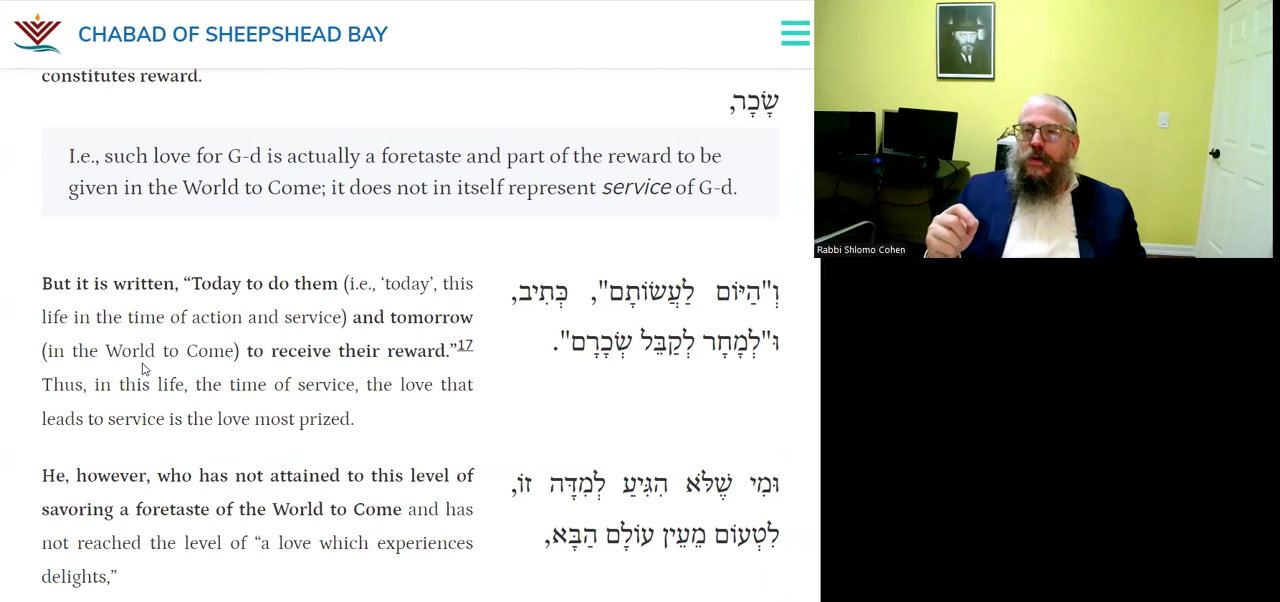 CHABAD OF SHEEPSHEAD BAY
constitutes reward.
שָׂכָר,
I.e., such love for G-d is actually a foretaste and part of the reward to be
given in the World to Come; it does not in itself represent service of G-d.
But it is written, “Today to do them (i.e., ‘today’, this
life in the time of action and service) and tomorrow
(in the World to Come) to receive their reward.”17
Thus, in this life, the time of service, the love that
leads to service is the love most prized.
וְ"הַיּוֹם לַעֲשׂוֹתָם", כְּתִיב,
וּ"לְמָחָר לְקַבֵּל שְׂכָרָם".
He, however, who has not attained to this level of
savoring a foretaste of the World to Come and has
not reached the level of “a love which experiences
delights,”
וּמִי שֶׁלֹּא הִגִּיעַ לְמִדָּה זוֹ,
לִטְעוֹם מֵעֵין עוֹלָם הַבָּא,
Rabbi Shlomo Cohen